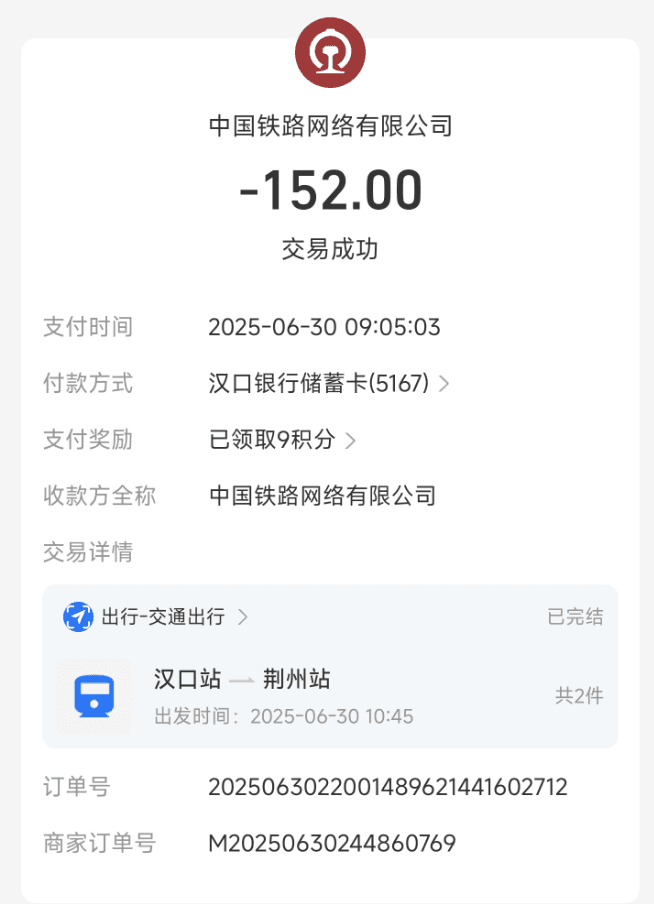 中国铁路网络有限公司
-152.00
交易成功
支付时间 2025-06-30 09:05:03
付款方式 汉口银行储蓄卡(5167)
支付奖励 已领取9积分
收款方全称 中国铁路网络有限公司
交易详情
出行-交通出行 已完结
汉口站 荆州站
共2件
出发时间：2025-06-30 10:45
订单号 2025063022001489621441602712
商家订单号 M20250630244860769